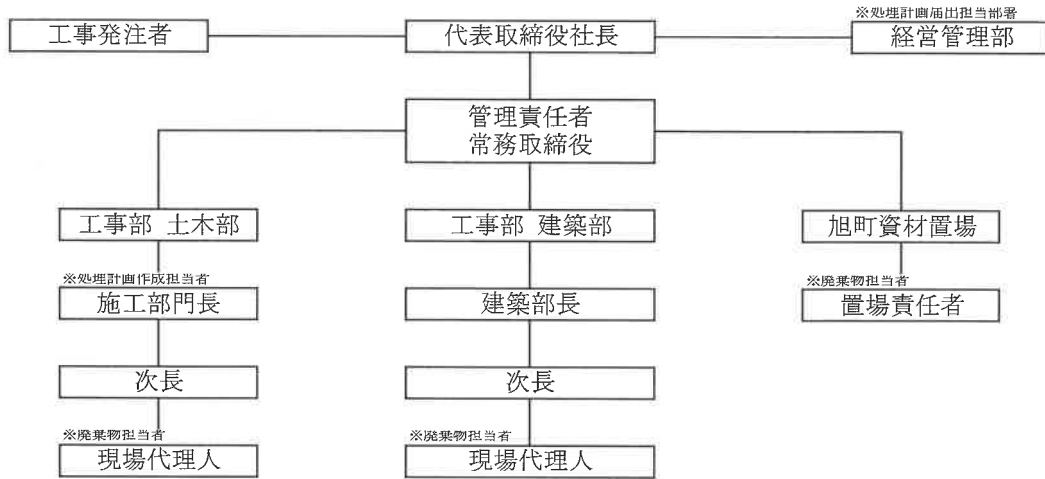 ※処理計画届出担当部署
工事発注者
代表取締役社長
経営管理部
管理責任者
常務取締役
工事部 土木部
工事部 建築部
旭町資材置場
※処理計画作成担当者
※廃棄物担当者
施工部門長
建築部長
置場責任者
次長
次長
※廃棄物担当者
※廃棄物担当者
現場代理人
現場代理人